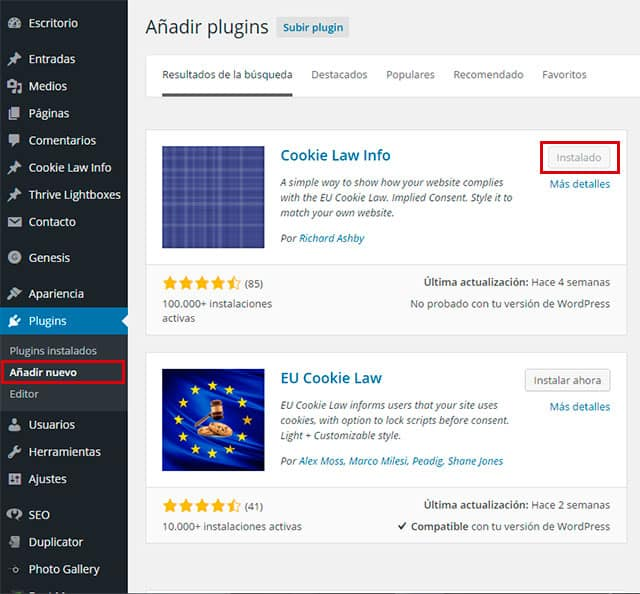 Escritorio
Entradas
Medios
Páginas
Comentarios
Cookie Law Info
Thrive Lightboxes
Contacto
Genesis
Apariencia
Plugins
Plugins instalados
Añadir nuevo
Editor
Usuarios
Herramientas
Ajustes
SEO
Duplicator
Photo Gallery
Añadir plugins Subir plugin
Resultados de la búsqueda Destacados Populares Recomendado Favoritos
Cookie Law Info
Instalado
Más detalles
A simple way to show how your website complies
with the EU Cookie Law. Implied Consent. Style it to
match your own website.
Por Richard Ashby
(85)
100.000+ instalaciones
activas
Última actualización: Hace 4 semanas
No probado con tu versión de WordPress
EU Cookie Law
Instalar ahora
Más detalles
EU Cookie Law informs users that your site uses
cookies, with option to lock scripts before consent.
Light + Customizable style.
Por Alex Moss, Marco Milesi, Peadig, Shane Jones
(41)
10.000+ instalaciones activas
Última actualización: Hace 2 semanas
Compatible con tu versión de WordPress